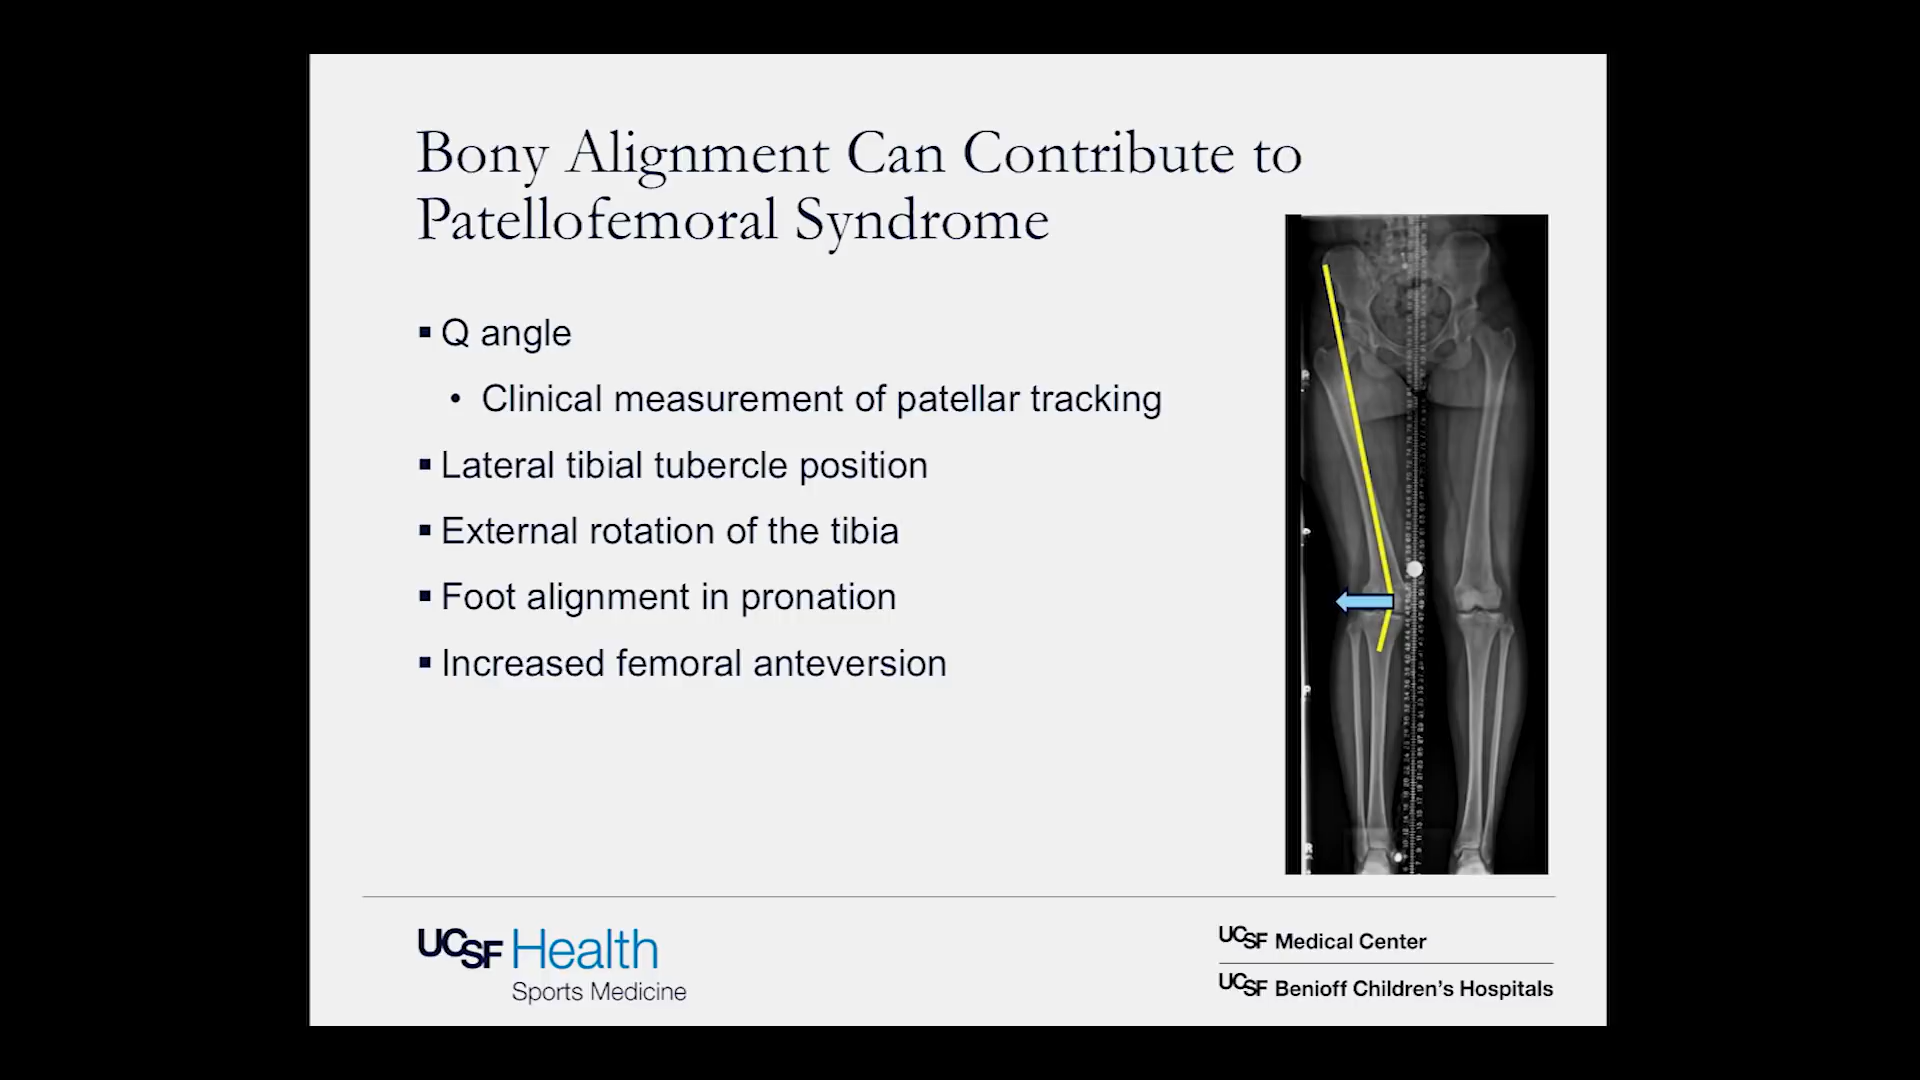 Bony Alignment Can Contribute to
Patellofemoral Syndrome
▪ Q angle
• Clinical measurement of patellar tracking
▪ Lateral tibial tubercle position
▪ External rotation of the tibia
▪ Foot alignment in pronation
▪ Increased femoral anteversion
UCSF Health
Sports Medicine
UCSF Medical Center
UCSF Benioff Children's Hospitals